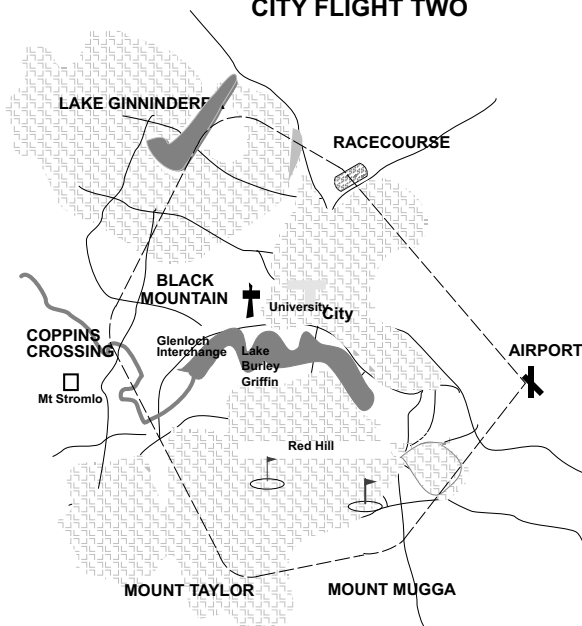 CITY FLIGHT TWO
LAKE GINNINDERRA
RACECOURSE
BLACK
MOUNTAIN
University
City
COPPINS
CROSSING
Glenloch
Interchange
Lake
Burley
Griffin
AIRPORT
Mt Stromlo
Red Hill
MOUNT TAYLOR
MOUNT MUGGA